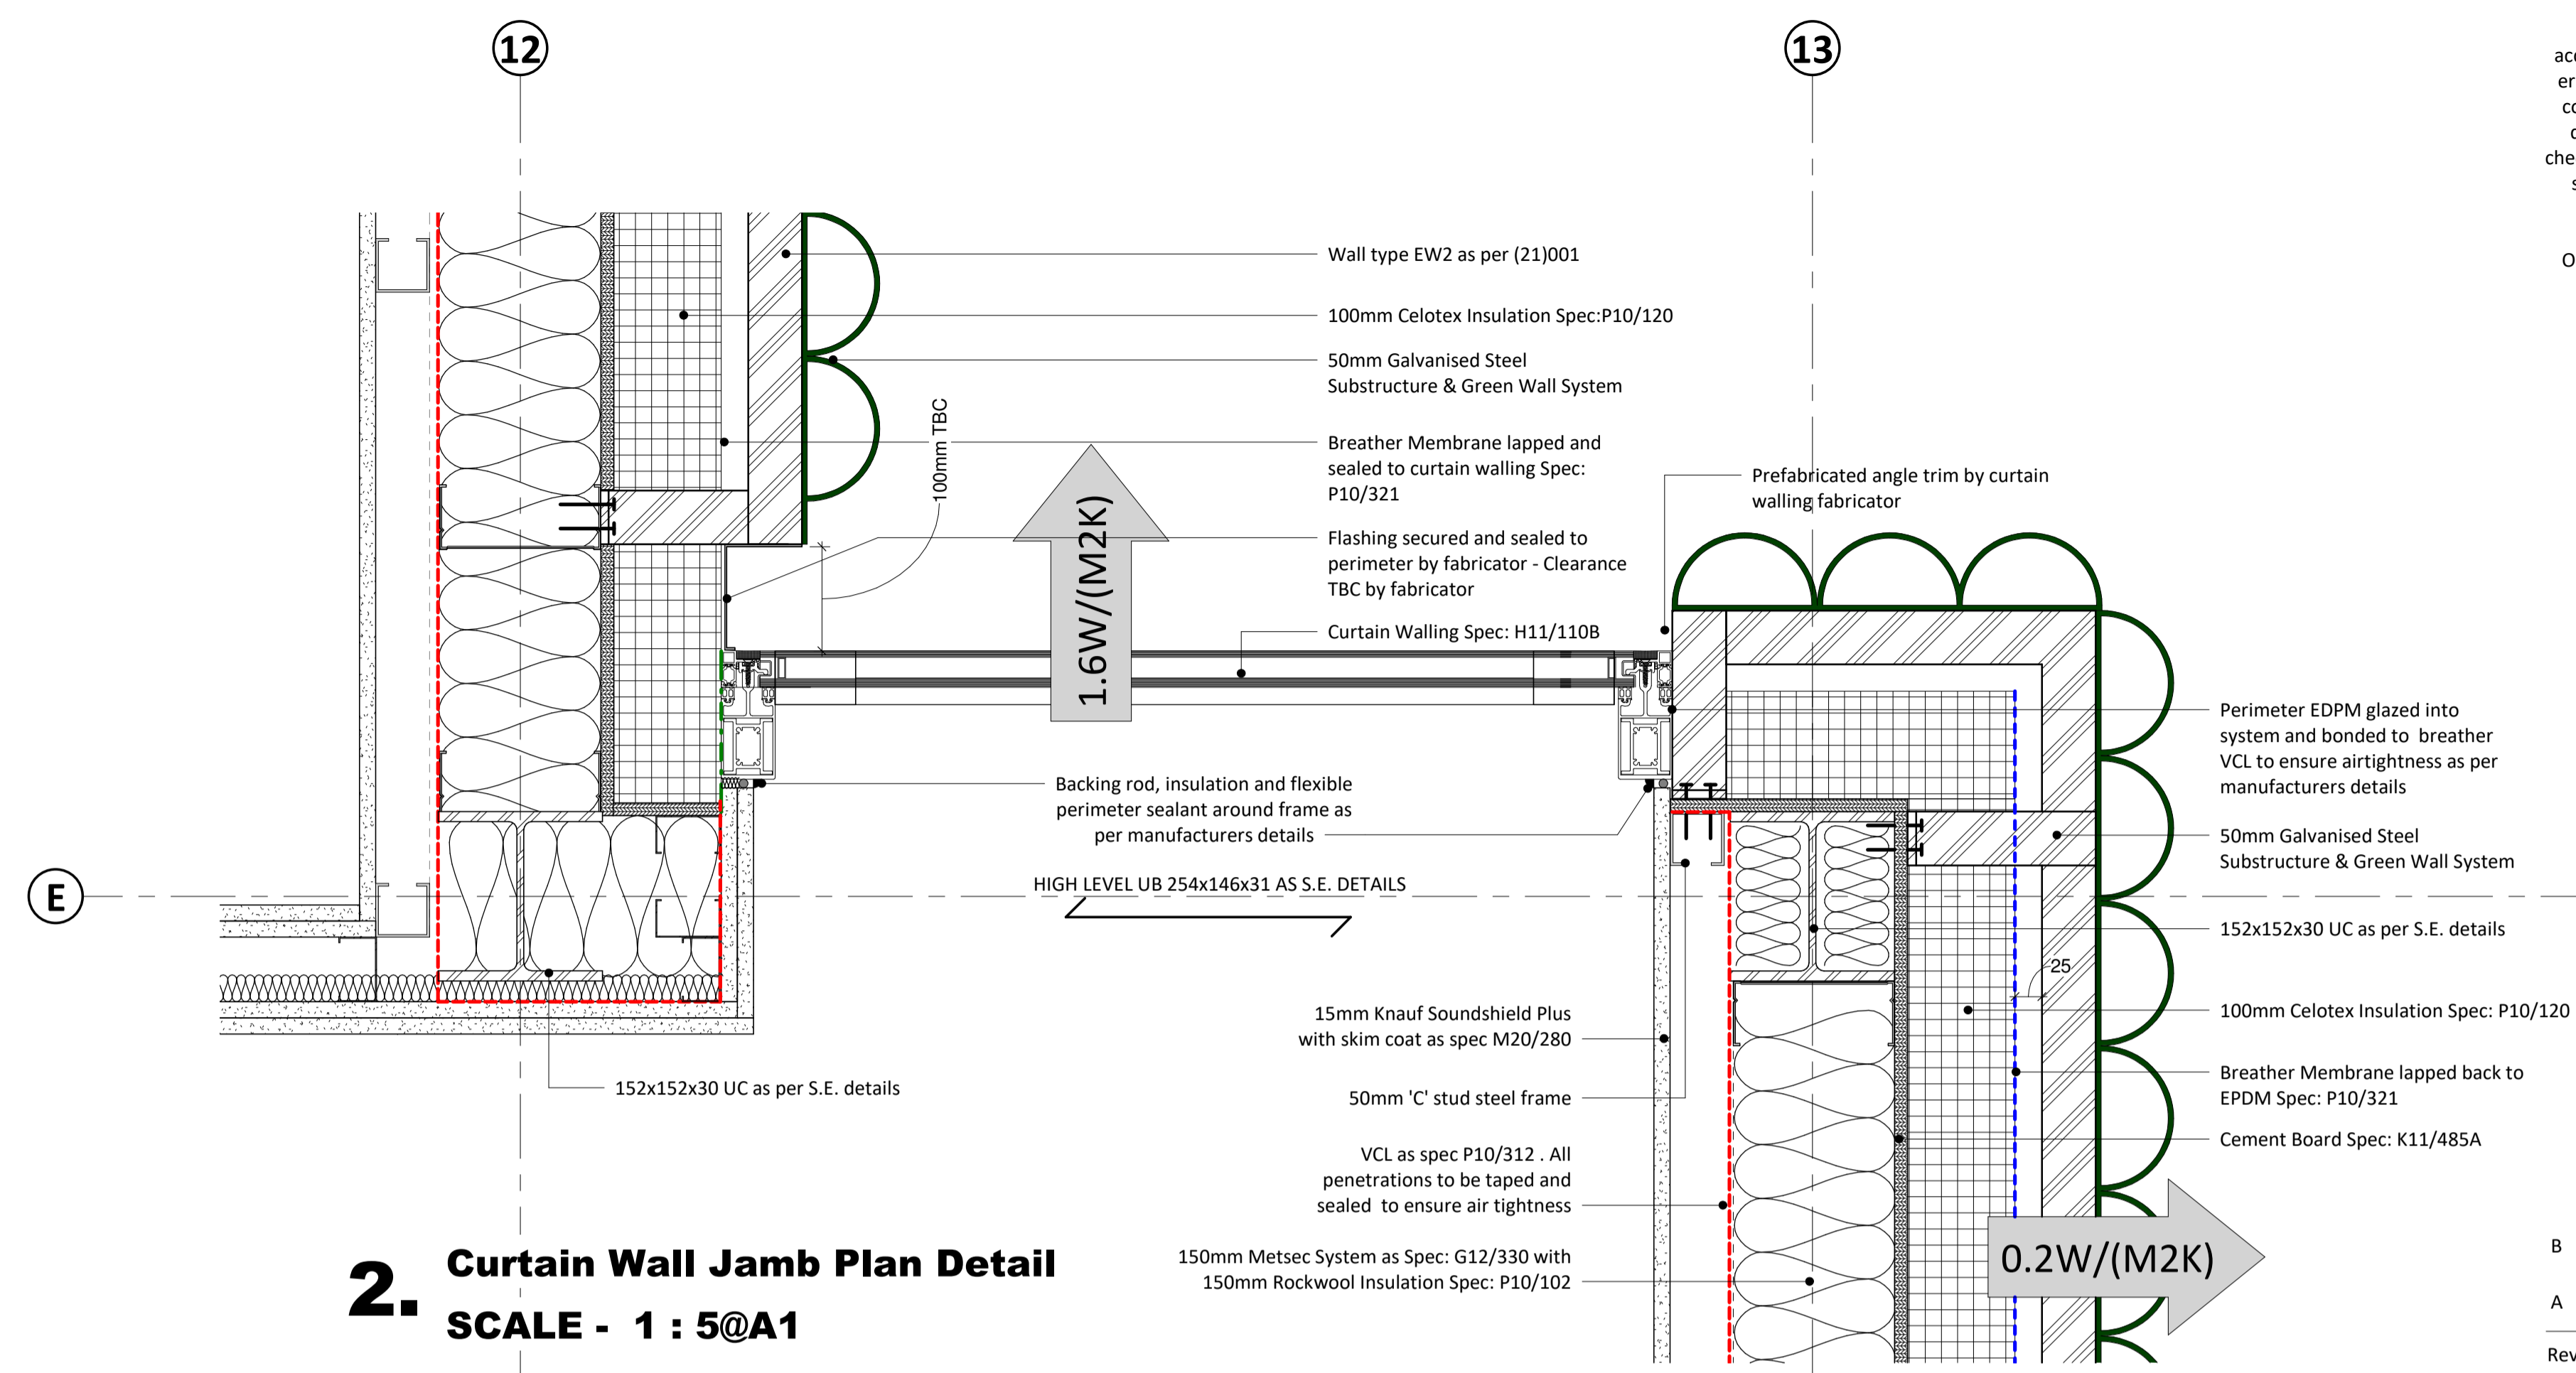 12
13
Wall type EW2 as per (21)001
100mm Celotex Insulation Spec:P10/120
50mm Galvanised Steel
Substructure & Green Wall System
100mm TBC
Breather Membrane lapped and
sealed to curtain walling Spec:
P10/321
Flashing secured and sealed to
perimeter by fabricator - Clearance
TBC by fabricator
Curtain Walling Spec: H11/110B
1.6W/(M2K)
Prefabricated angle trim by curtain
walling fabricator
Backing rod, insulation and flexible
perimeter sealant around frame as
per manufacturers details
Perimeter EDPM glazed into
system and bonded to breather
VCL to ensure airtightness as per
manufacturers details
50mm Galvanised Steel
Substructure & Green Wall System
E
HIGH LEVEL UB 254x146x31 AS S.E. DETAILS
152x152x30 UC as per S.E. details
25
15mm Knauf Soundshield Plus
with skim coat as spec M20/280
100mm Celotex Insulation Spec: P10/120
152x152x30 UC as per S.E. details
50mm 'C' stud steel frame
Breather Membrane lapped back to
EPDM Spec: P10/321
Cement Board Spec: K11/485A
VCL as spec P10/312 . All
penetrations to be taped and
sealed to ensure air tightness
150mm Metsec System as Spec: G12/330 with
150mm Rockwool Insulation Spec: P10/102
0.2W/(M2K)
2. Curtain Wall Jamb Plan Detail
SCALE - 1 : 5@A1
B
A
Rev